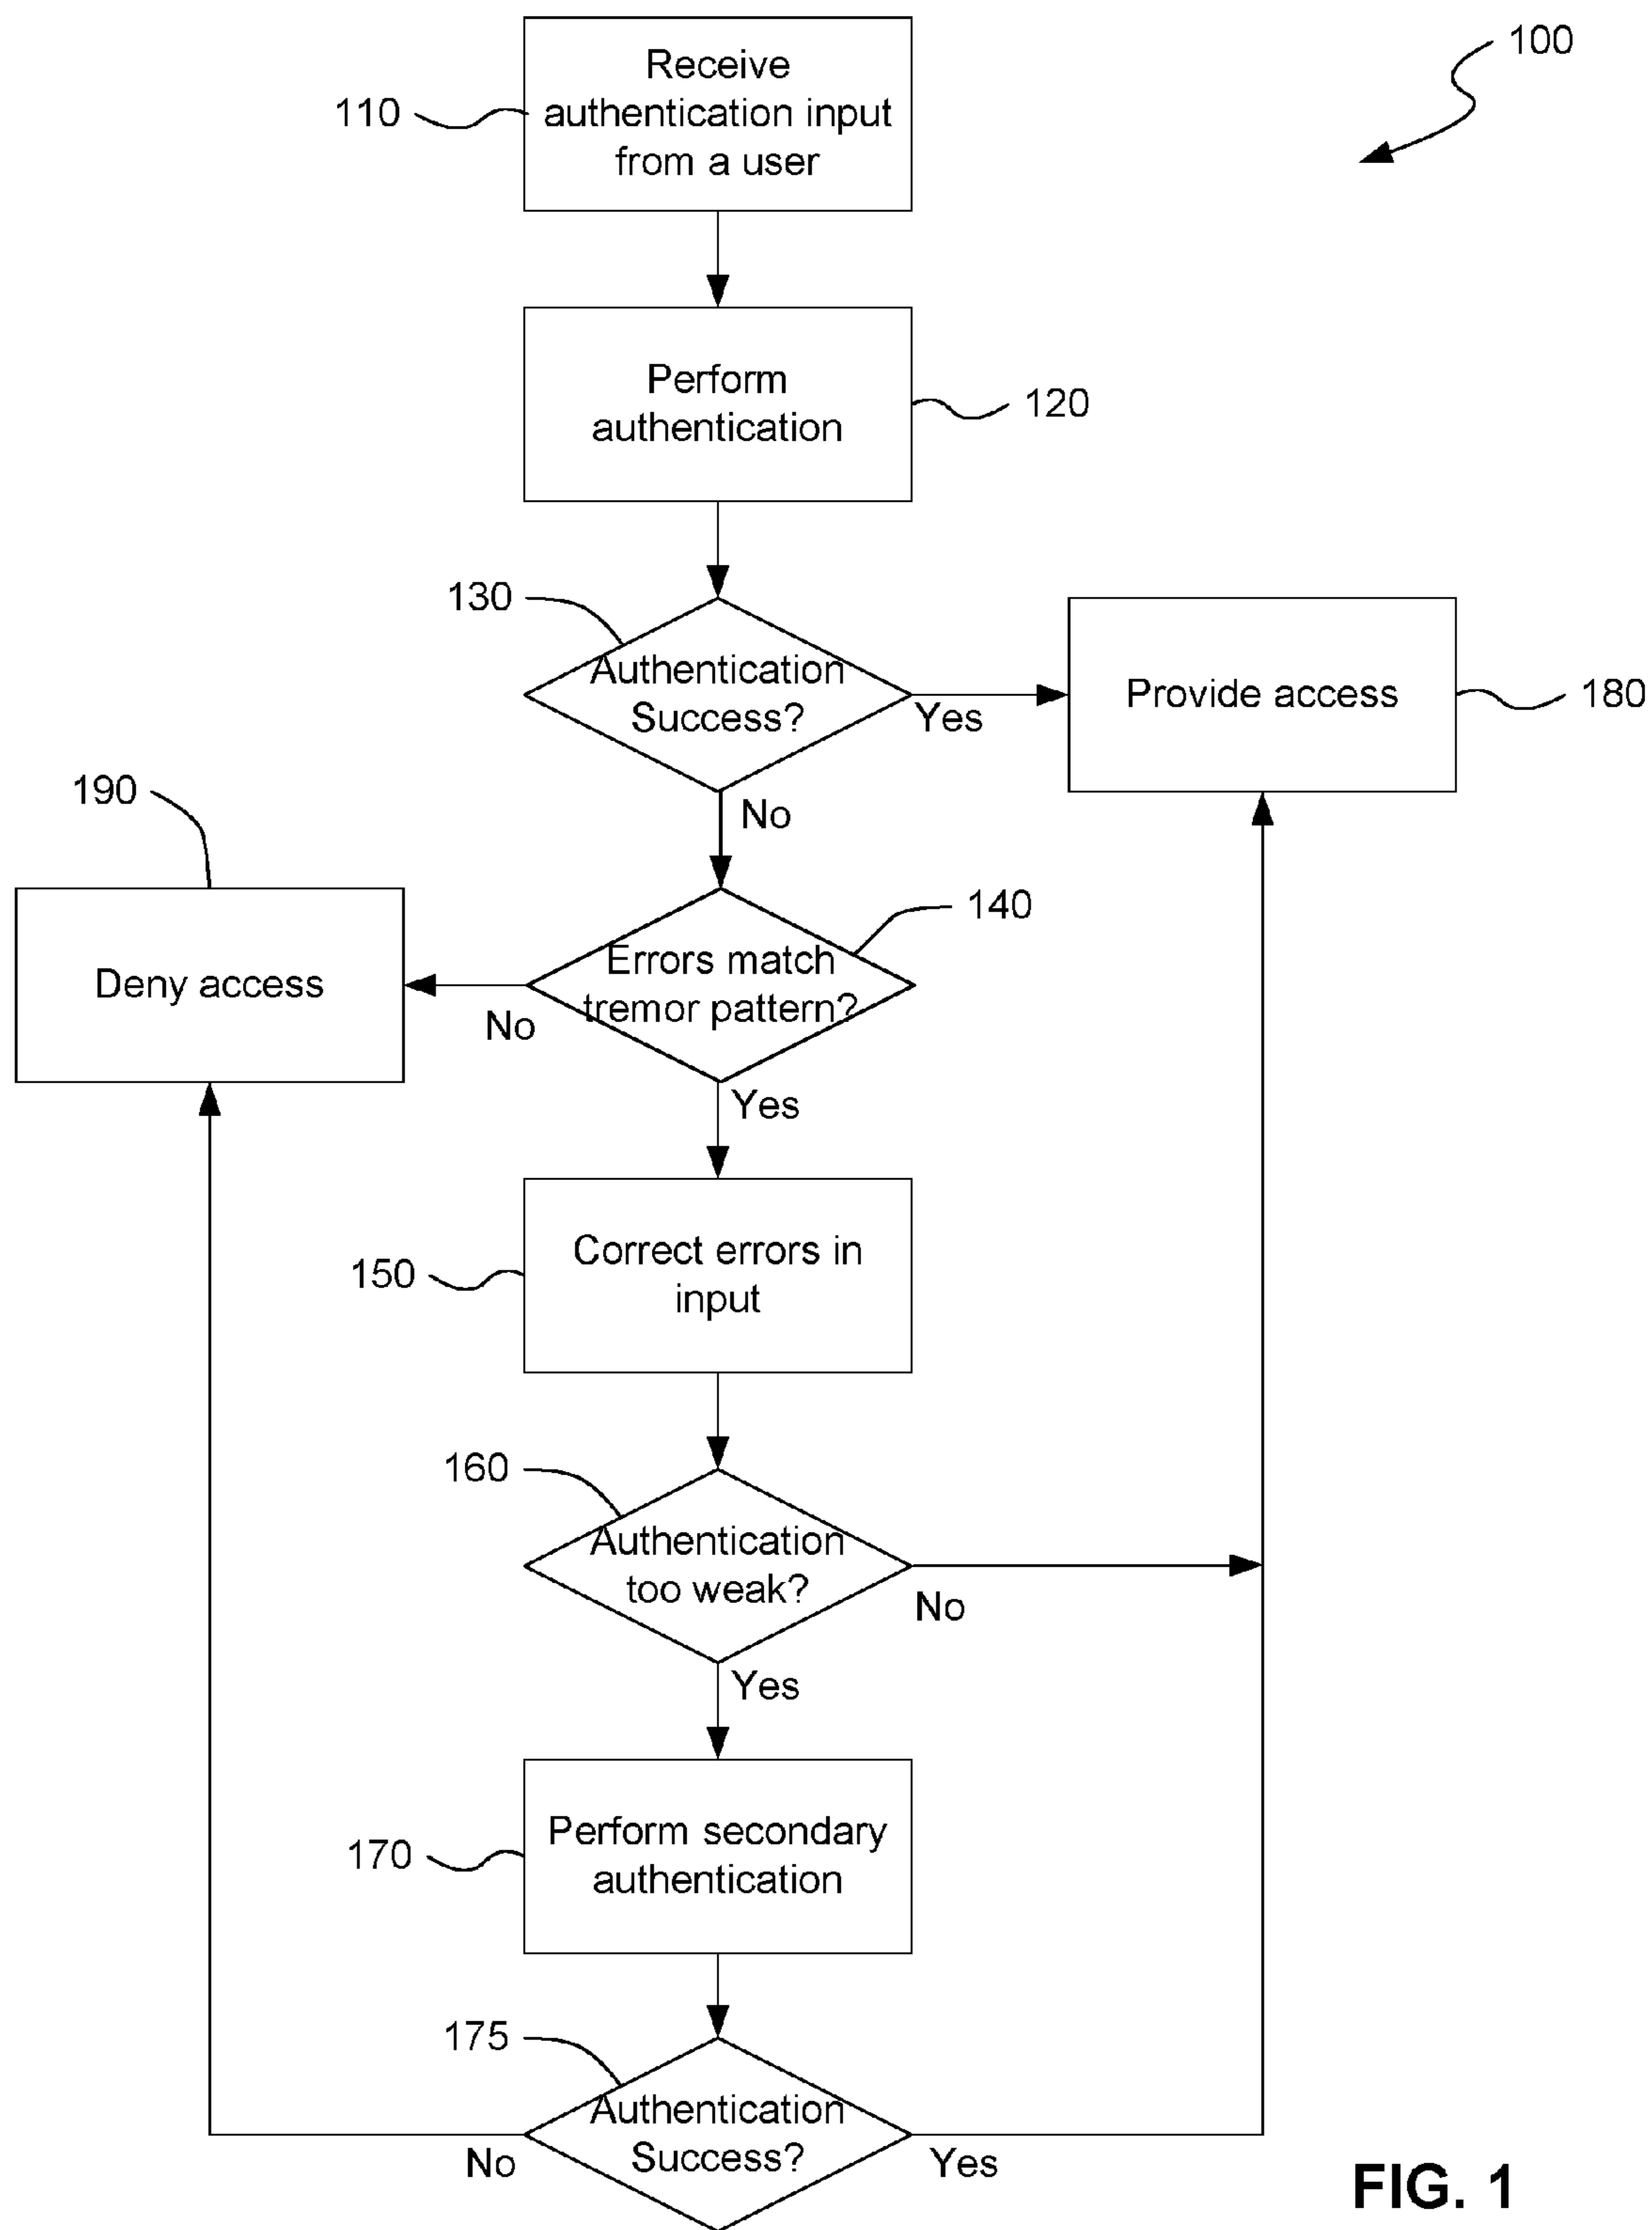 100
Receive
authentication input
from a user
110
Perform
authentication
120
130
Authentication
Success?
Yes
No
Provide access
180
190
Deny access
140
Errors match
tremor pattern?
No
Yes
150
Correct errors in
input
160
Authentication
too weak?
No
Yes
170
Perform secondary
authentication
175
Authentication
Success?
No
Yes
FIG. 1